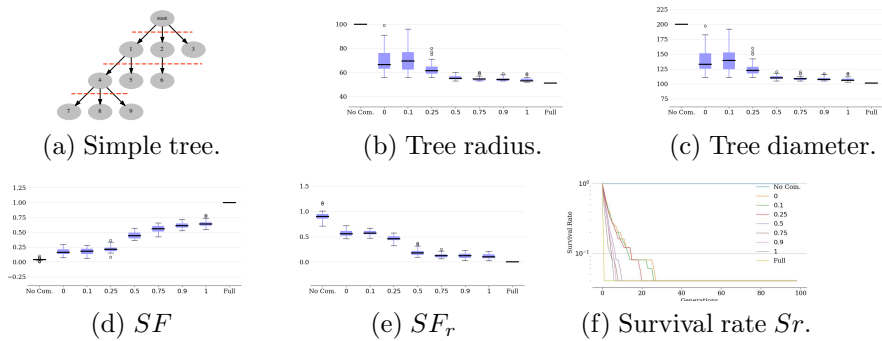 root
1 2 3
4 5 6
7 8 9
(a) Simple tree.
100
80
60
40
No Com. 0 0.1 0.25 0.5 0.75 0.9 1 Full
(b) Tree radius.
225
200
175
150
125
100
75
No Com. 0 0.1 0.25 0.5 0.75 0.9 1 Full
(c) Tree diameter.
1.25
1.00
0.75
0.50
0.25
0.00
−0.25
No Com. 0 0.1 0.25 0.5 0.75 0.9 1 Full
(d) SF
1.5
1.0
0.5
0.0
No Com. 0 0.1 0.25 0.5 0.75 0.9 1 Full
(e) SFr
Survival Rate
10⁰
10⁻¹
No Com.
0
0.1
0.25
0.5
0.75
0.9
1
Full
0 20 40 60 80 100
Generations
(f) Survival rate Sr.